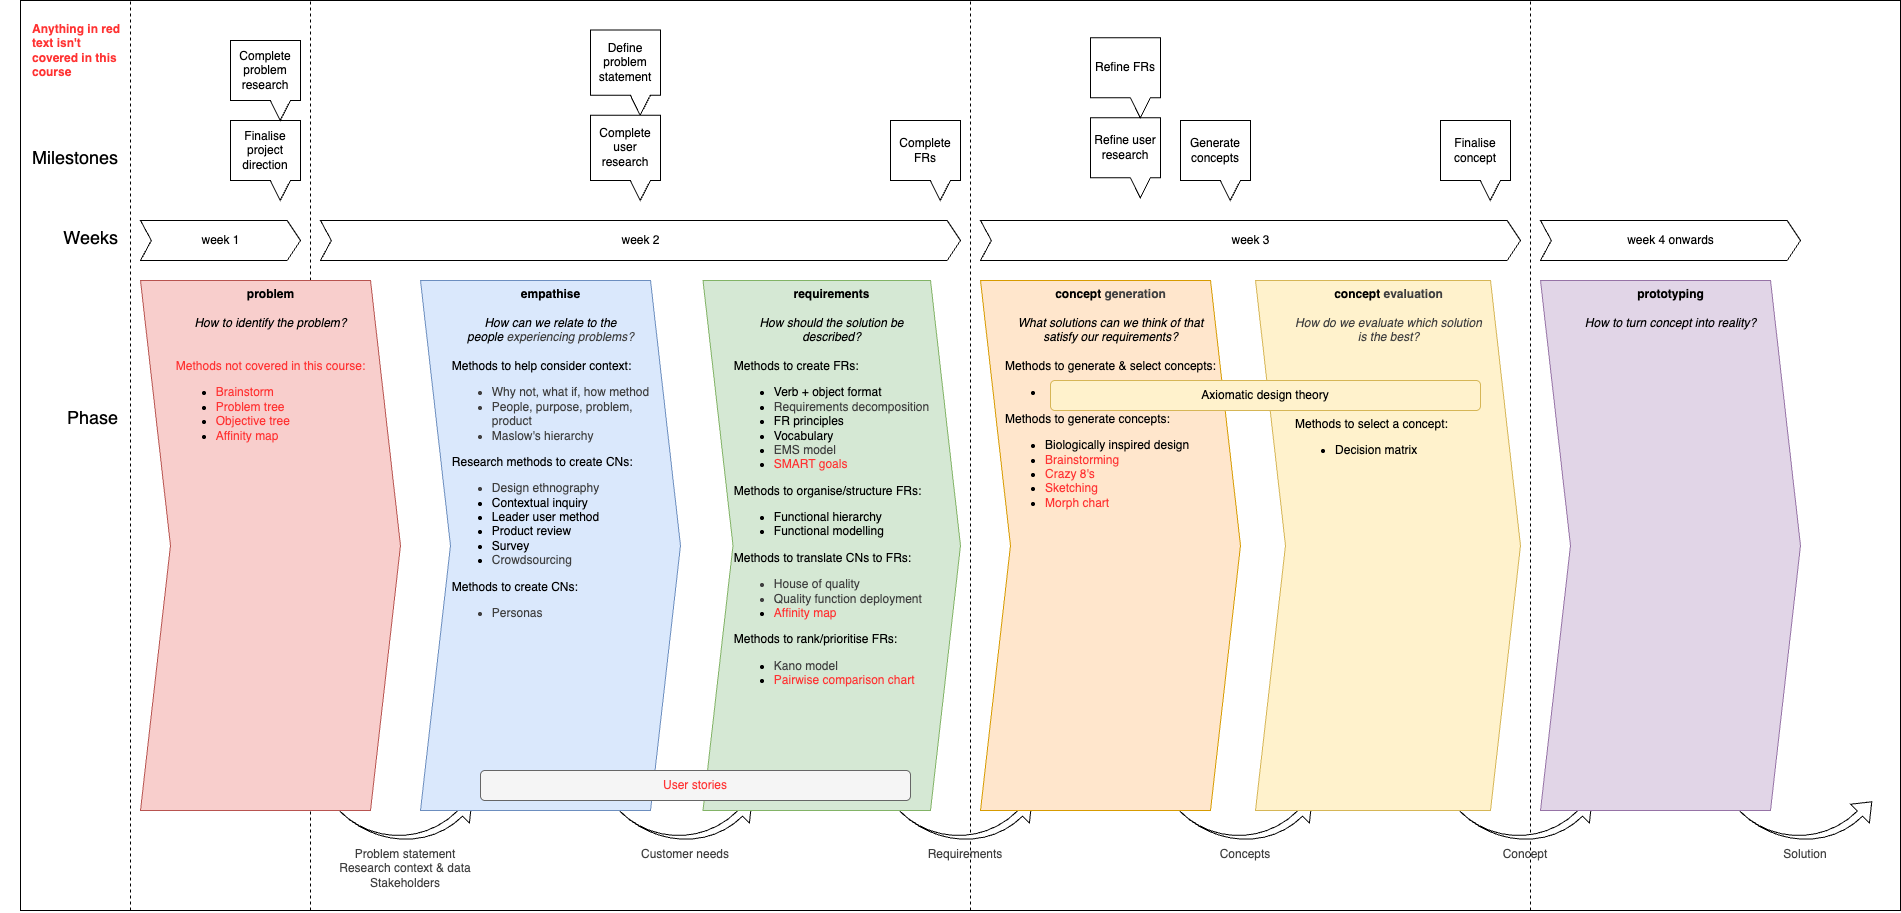 Anything in red
text isn't
covered in this
course
Complete
problem
research
Define
problem
statement
Refine FRs
Milestones
Finalise
project
direction
Complete
user
research
Complete
FRs
Refine user
research
Generate
concepts
Finalise
concept
Weeks
week 1
week 2
week 3
week 4 onwards
Phase
problem
How to identify the problem?
Methods not covered in this course:
Brainstorm
Problem tree
Objective tree
Affinity map
empathise
How can we relate to the
people experiencing problems?
Methods to help consider context:
Why not, what if, how method
People, purpose, problem,
product
Maslow's hierarchy
Research methods to create CNs:
Design ethnography
Contextual inquiry
Leader user method
Product review
Survey
Crowdsourcing
Methods to create CNs:
Personas
requirements
How should the solution be
described?
Methods to create FRs:
Verb + object format
Requirements decomposition
FR principles
Vocabulary
EMS model
SMART goals
Methods to organise/structure FRs:
Functional hierarchy
Functional modelling
Methods to translate CNs to FRs:
House of quality
Quality function deployment
Affinity map
Methods to rank/prioritise FRs:
Kano model
Pairwise comparison chart
User stories
concept generation
What solutions can we think of that
satisfy our requirements?
Methods to generate & select concepts:
Axiomatic design theory
Methods to generate concepts:
Biologically inspired design
Brainstorming
Crazy 8's
Sketching
Morph chart
concept evaluation
How do we evaluate which solution
is the best?
Methods to select a concept:
Decision matrix
prototyping
How to turn concept into reality?
Problem statement
Research context & data
Stakeholders
Customer needs
Requirements
Concepts
Concept
Solution